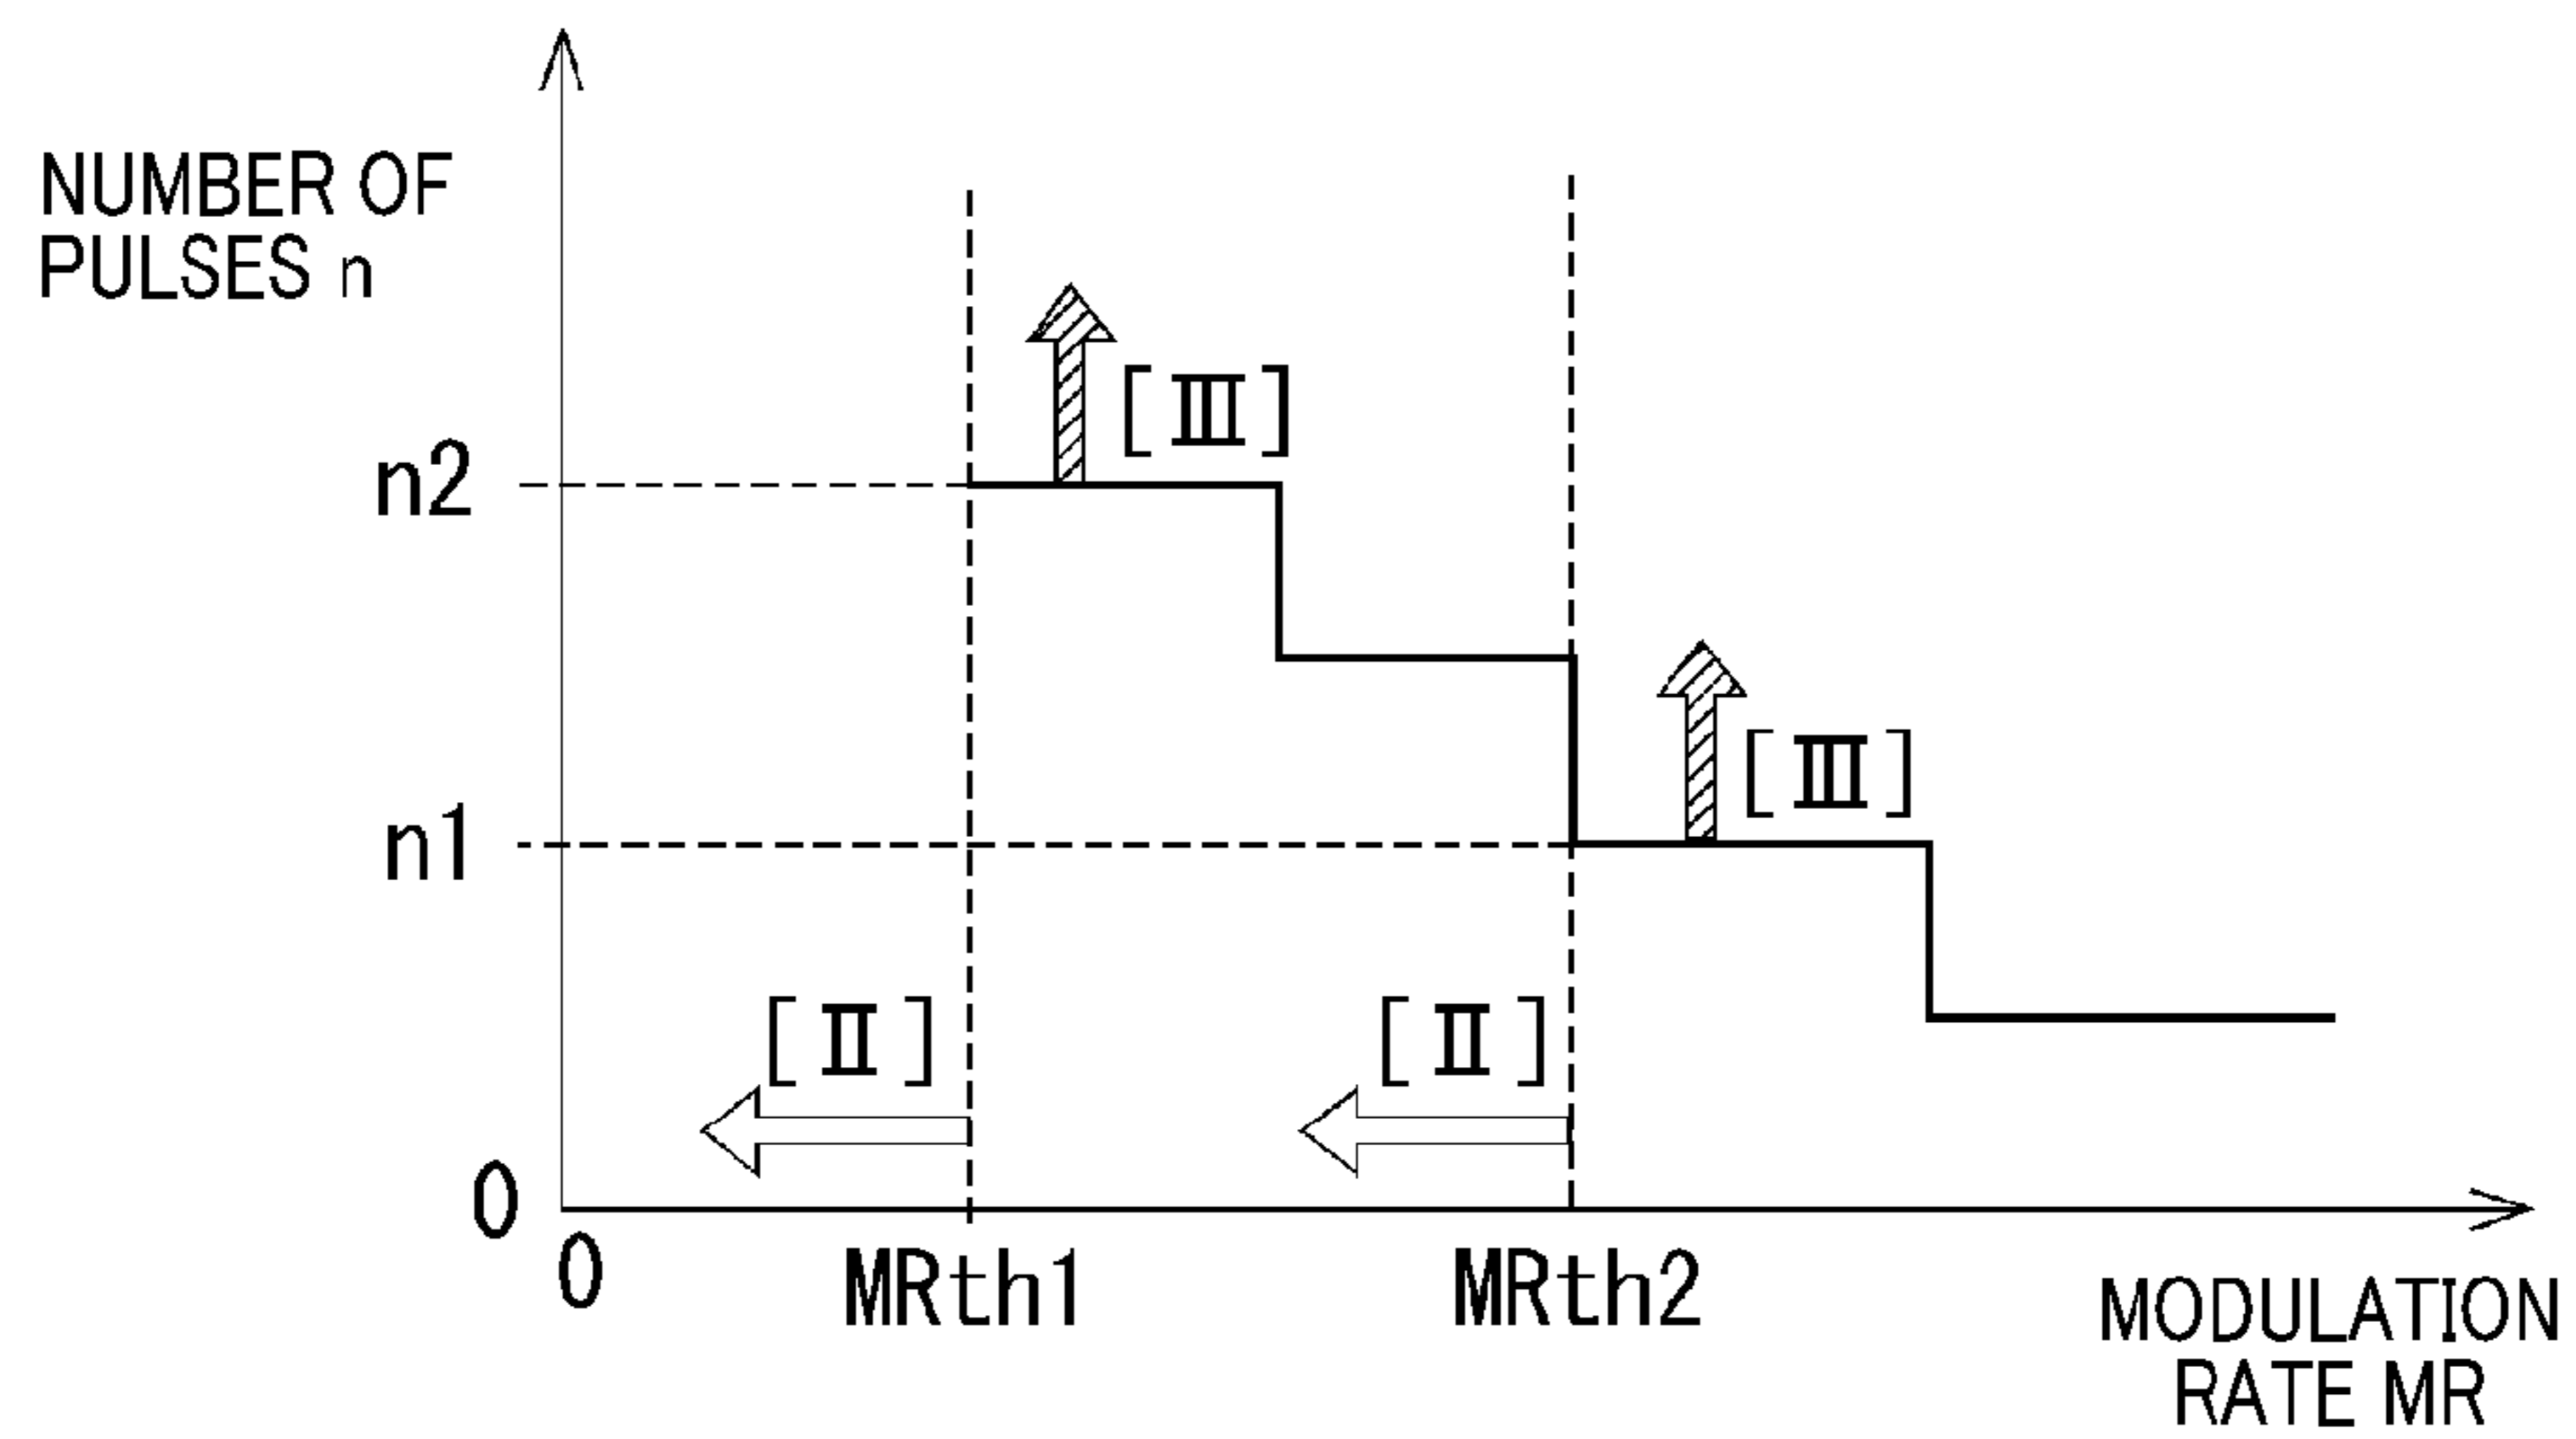 NUMBER OF
PULSES n
[Ⅲ]
n2
[Ⅲ]
n1
[Ⅱ] [Ⅱ]
0
0
MRth1 MRth2
MODULATION
RATE MR